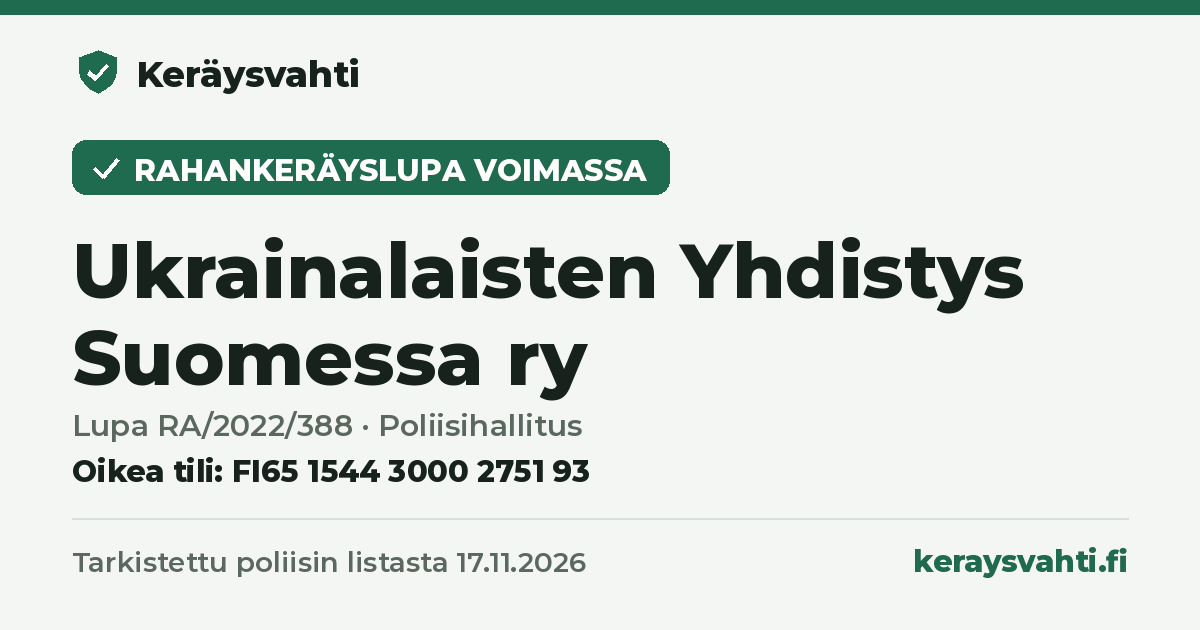 Keräysvahti
RAHANKERÄYSLUPA VOIMASSA
Ukrainalaisten Yhdistys
Suomessa ry
Lupa RA/2022/388 · Poliisihallitus
Oikea tili: FI65 1544 3000 2751 93
Tarkistettu poliisin listasta 17.11.2026
keraysvahti.fi